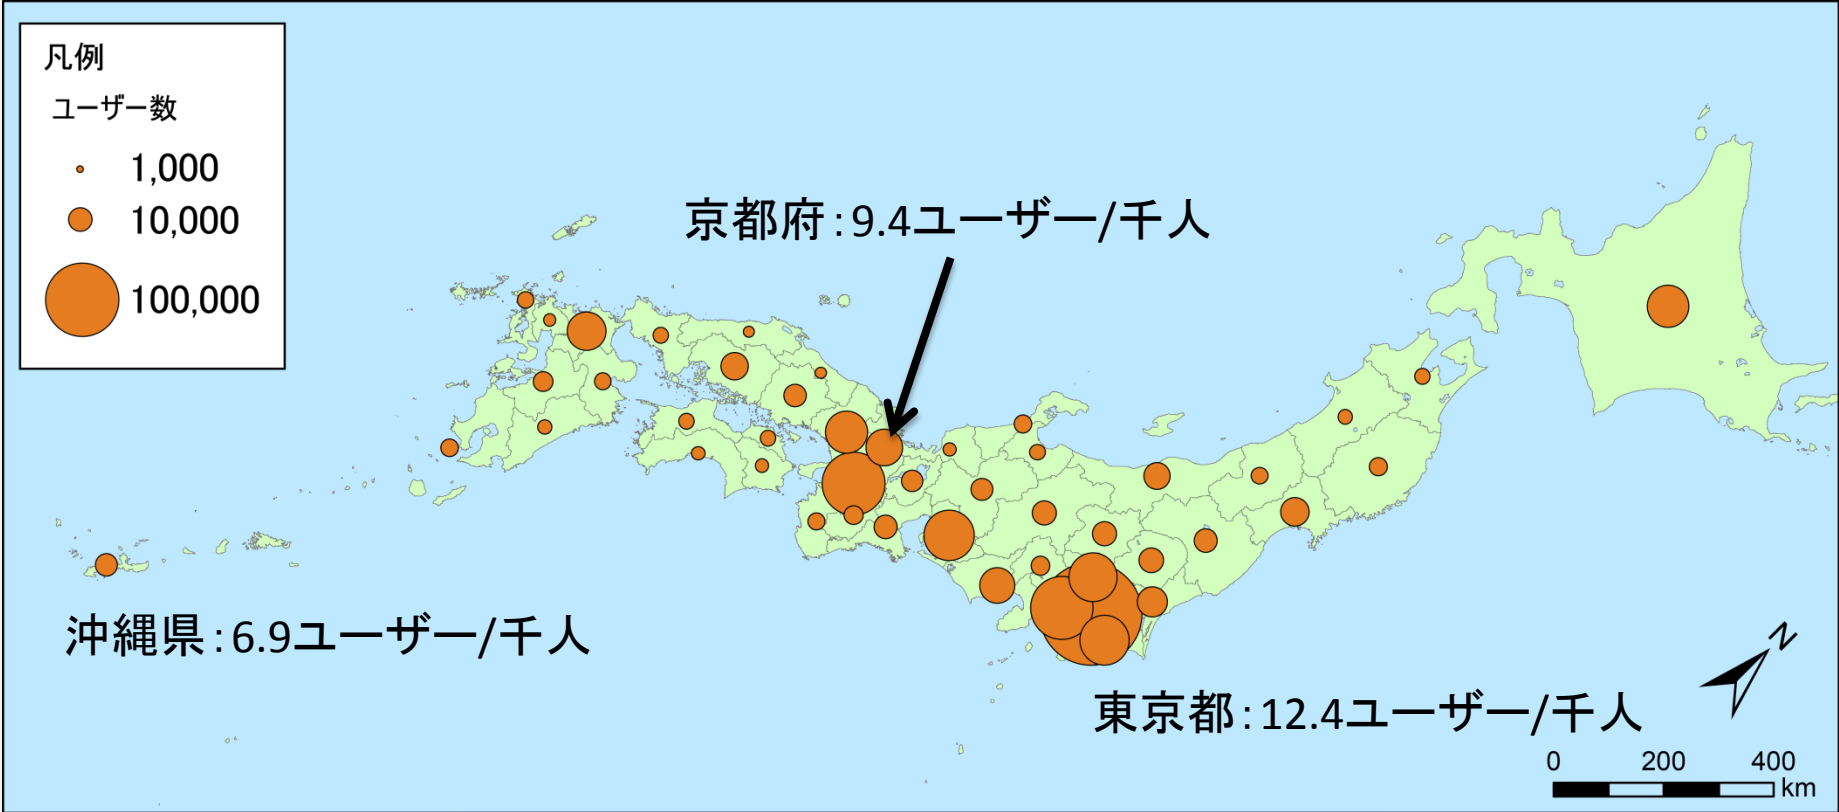 凡例
ユーザー数
1,000
10,000
100,000
京都府：9.4ユーザー/千人
沖縄県：6.9ユーザー/千人
東京都：12.4ユーザー/千人
N
0 200 400
km